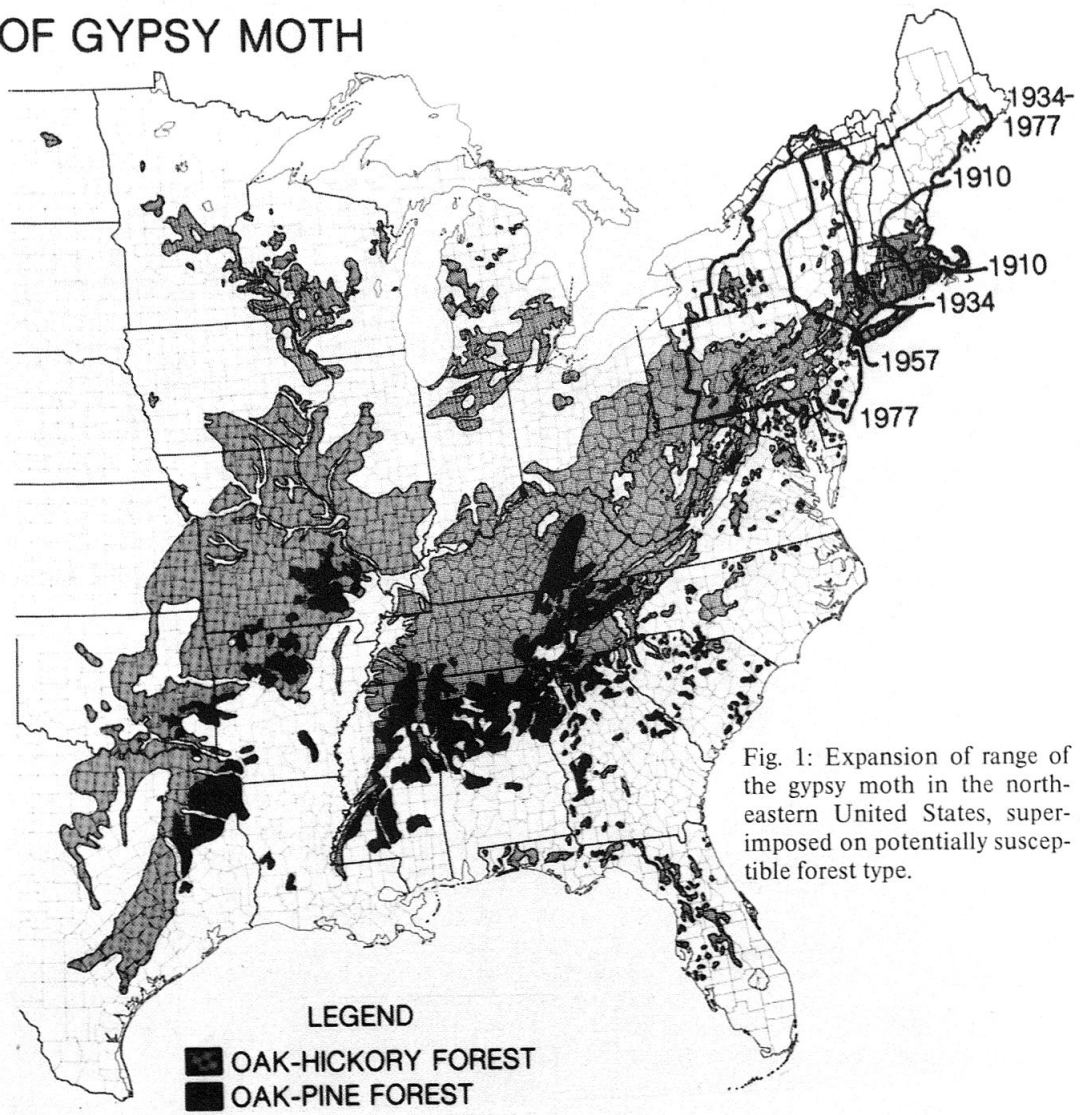 OF GYPSY MOTH
1934-
1977
1910
1910
1934
1957
1977
Fig. 1: Expansion of range of
the gypsy moth in the north-
eastern United States, super-
imposed on potentially suscep-
tible forest type.
LEGEND
OAK-HICKORY FOREST
OAK-PINE FOREST